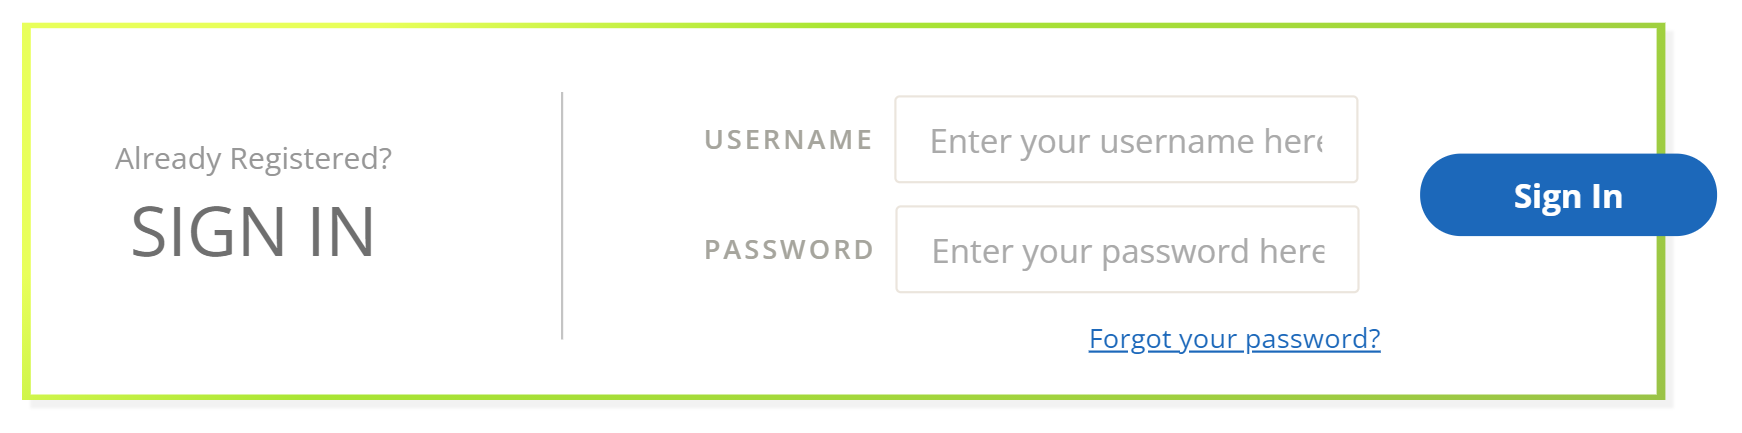 Already Registered?
SIGN IN
USERNAME
Enter your username here
PASSWORD
Enter your password here
Forgot your password?
Sign In